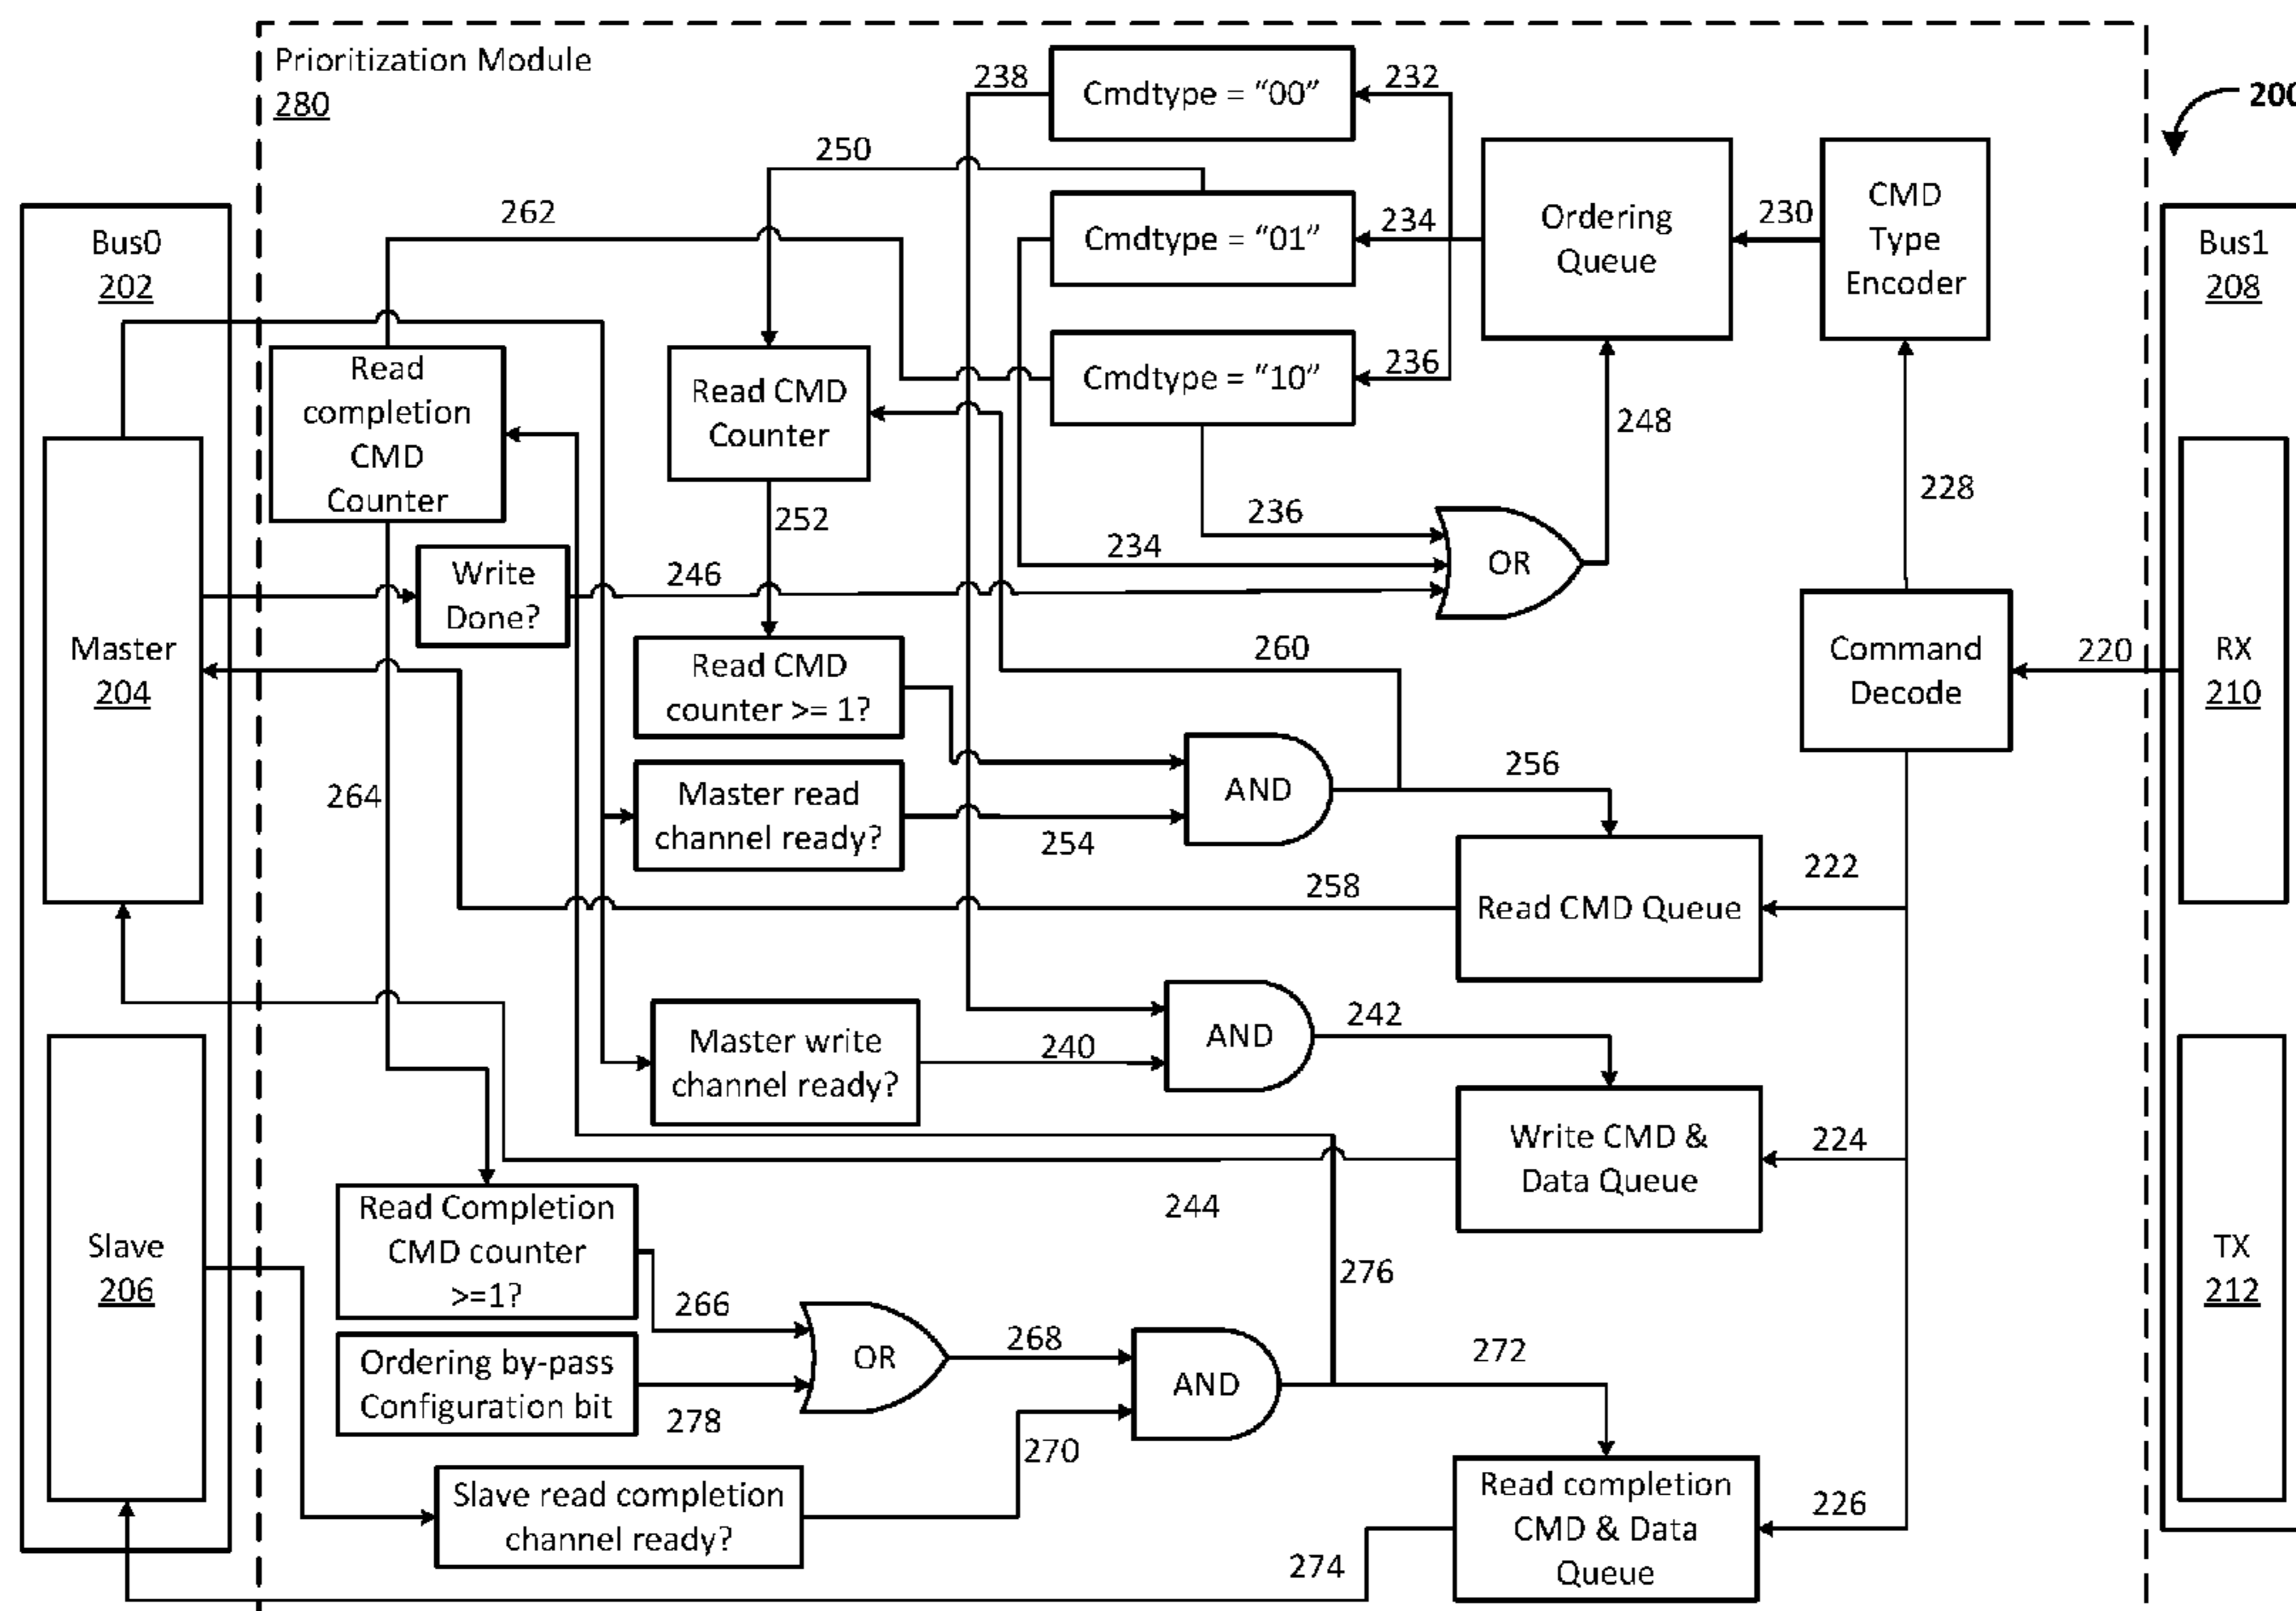 Prioritization Module
280
200
Bus0
202
Master
204
Slave
206
238
Cmdtype = "00"
232
250
262
Cmdtype = "01"
234
Cmdtype = "10"
236
Ordering
Queue
230
CMD
Type
Encoder
Bus1
208
Read
completion
CMD
Counter
Read CMD
Counter
248
228
252
236
234
OR
Write
Done?
246
260
Read CMD
counter >= 1?
Command
Decode
220
RX
210
264
Master read
channel ready?
254
AND
256
222
258
Read CMD Queue
Master write
channel ready?
240
AND
242
Write CMD &
Data Queue
224
244
Read Completion
CMD counter
>=1?
266
276
TX
212
Ordering by-pass
Configuration bit
278
OR
268
AND
272
270
Slave read completion
channel ready?
Read completion
CMD & Data
Queue
226
274